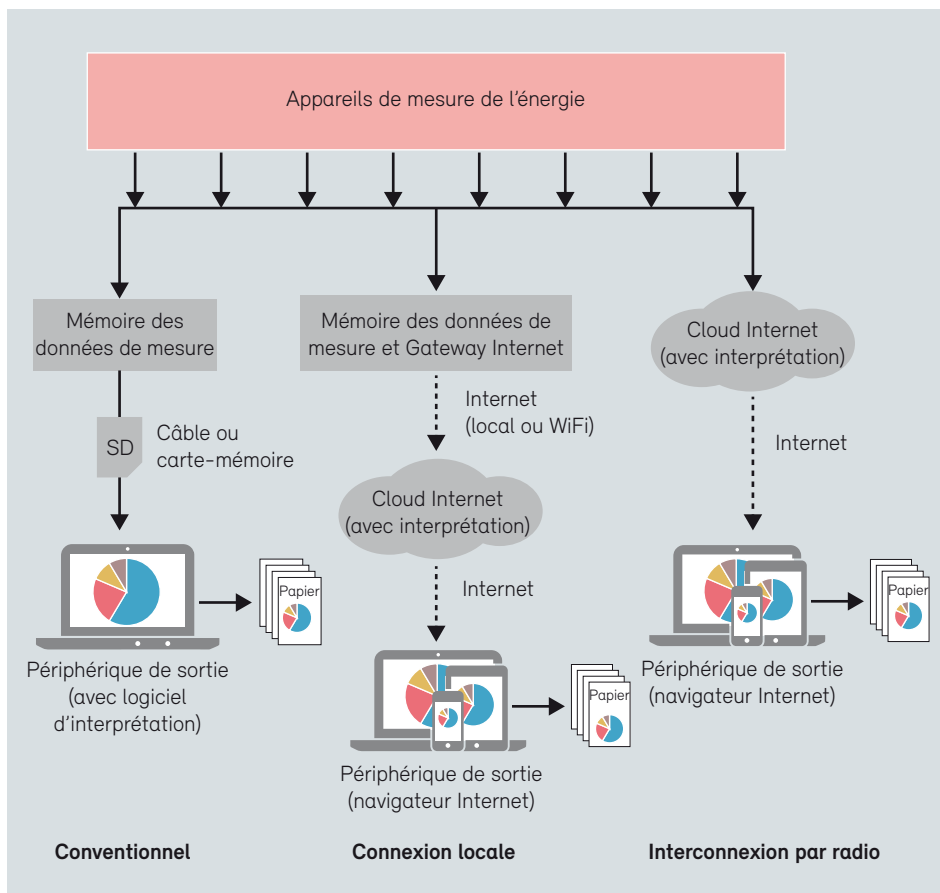 Appareils de mesure de l'énergie
Mémoire des
données de mesure
SD
Câble ou
carte-mémoire
Papier
Périphérique de sortie
(avec logiciel
d'interprétation)
Conventionnel
Mémoire des données de
mesure et Gateway Internet
Internet
(local ou WiFi)
Cloud Internet
(avec interprétation)
Internet
Papier
Périphérique de sortie
(navigateur Internet)
Connexion locale
Cloud Internet
(avec interprétation)
Internet
Papier
Périphérique de sortie
(navigateur Internet)
Interconnexion par radio